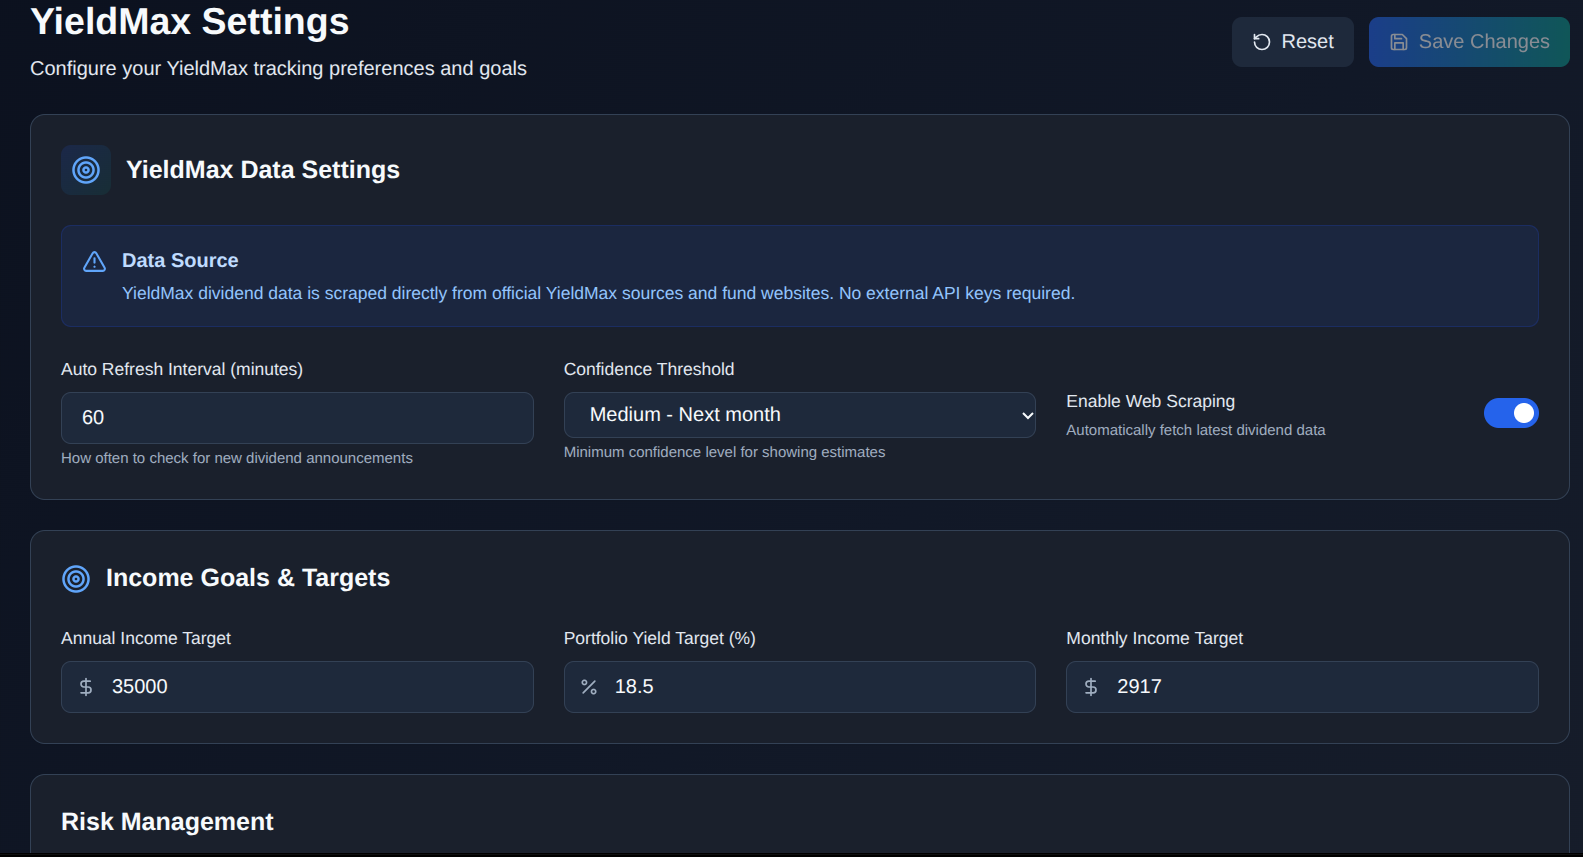 YieldMax Settings
Configure your YieldMax tracking preferences and goals
Reset
Save Changes
YieldMax Data Settings
Data Source
YieldMax dividend data is scraped directly from official YieldMax sources and fund websites. No external API keys required.
Auto Refresh Interval (minutes)
60
How often to check for new dividend announcements
Confidence Threshold
Medium - Next month
Minimum confidence level for showing estimates
Enable Web Scraping
Automatically fetch latest dividend data
Income Goals & Targets
Annual Income Target
$ 35000
Portfolio Yield Target (%)
% 18.5
Monthly Income Target
$ 2917
Risk Management